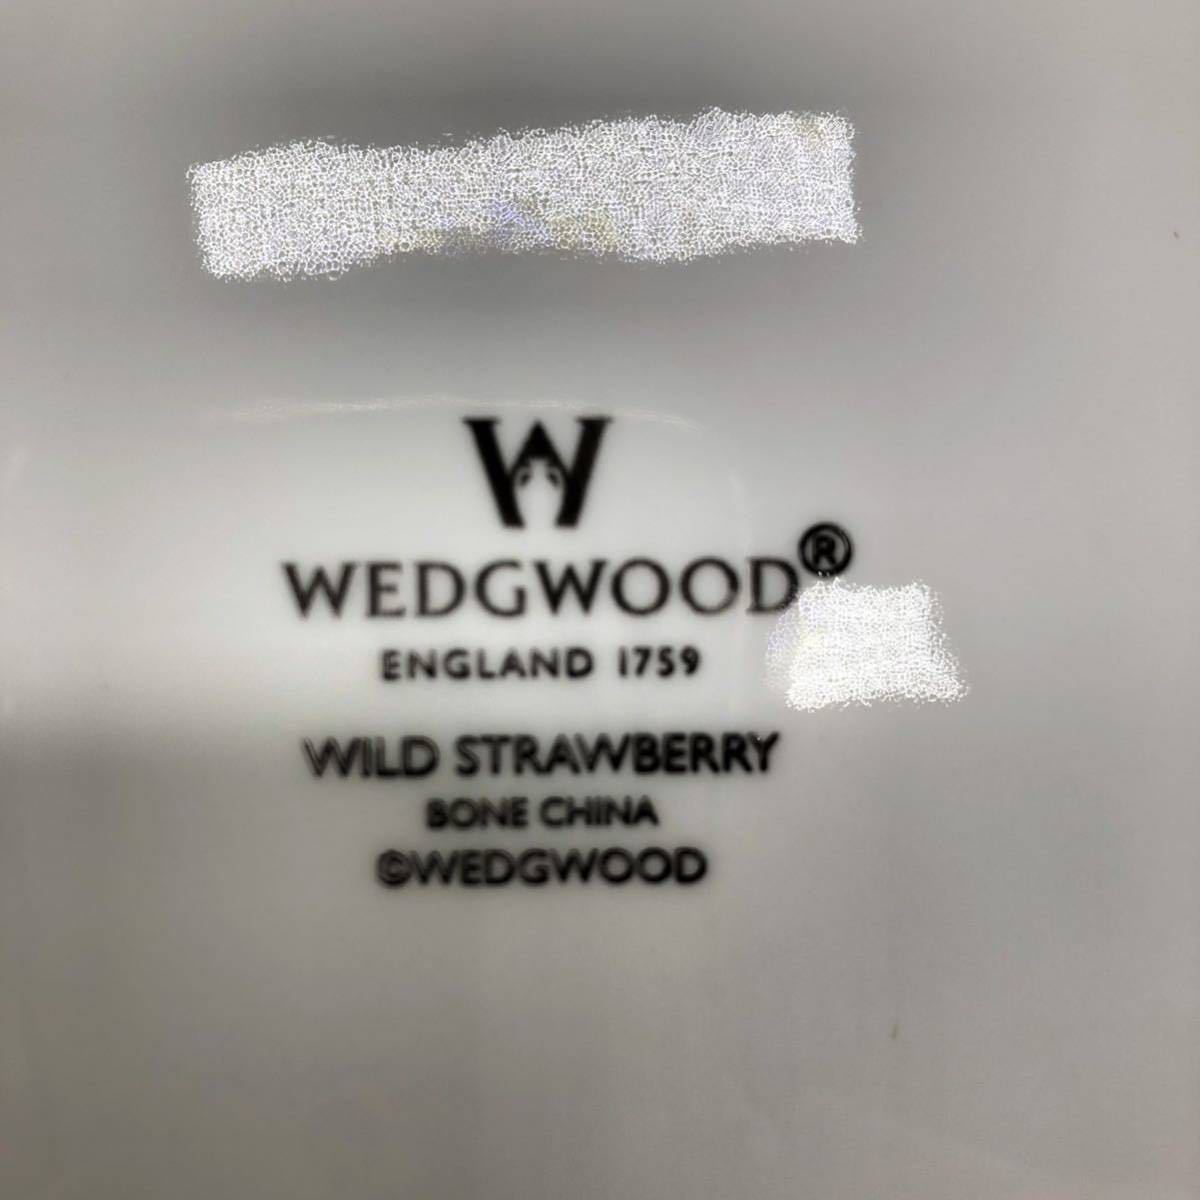 W
WEDGWOOD®
ENGLAND 1759
WILD STRAWBERRY
BONE CHINA
©WEDGWOOD